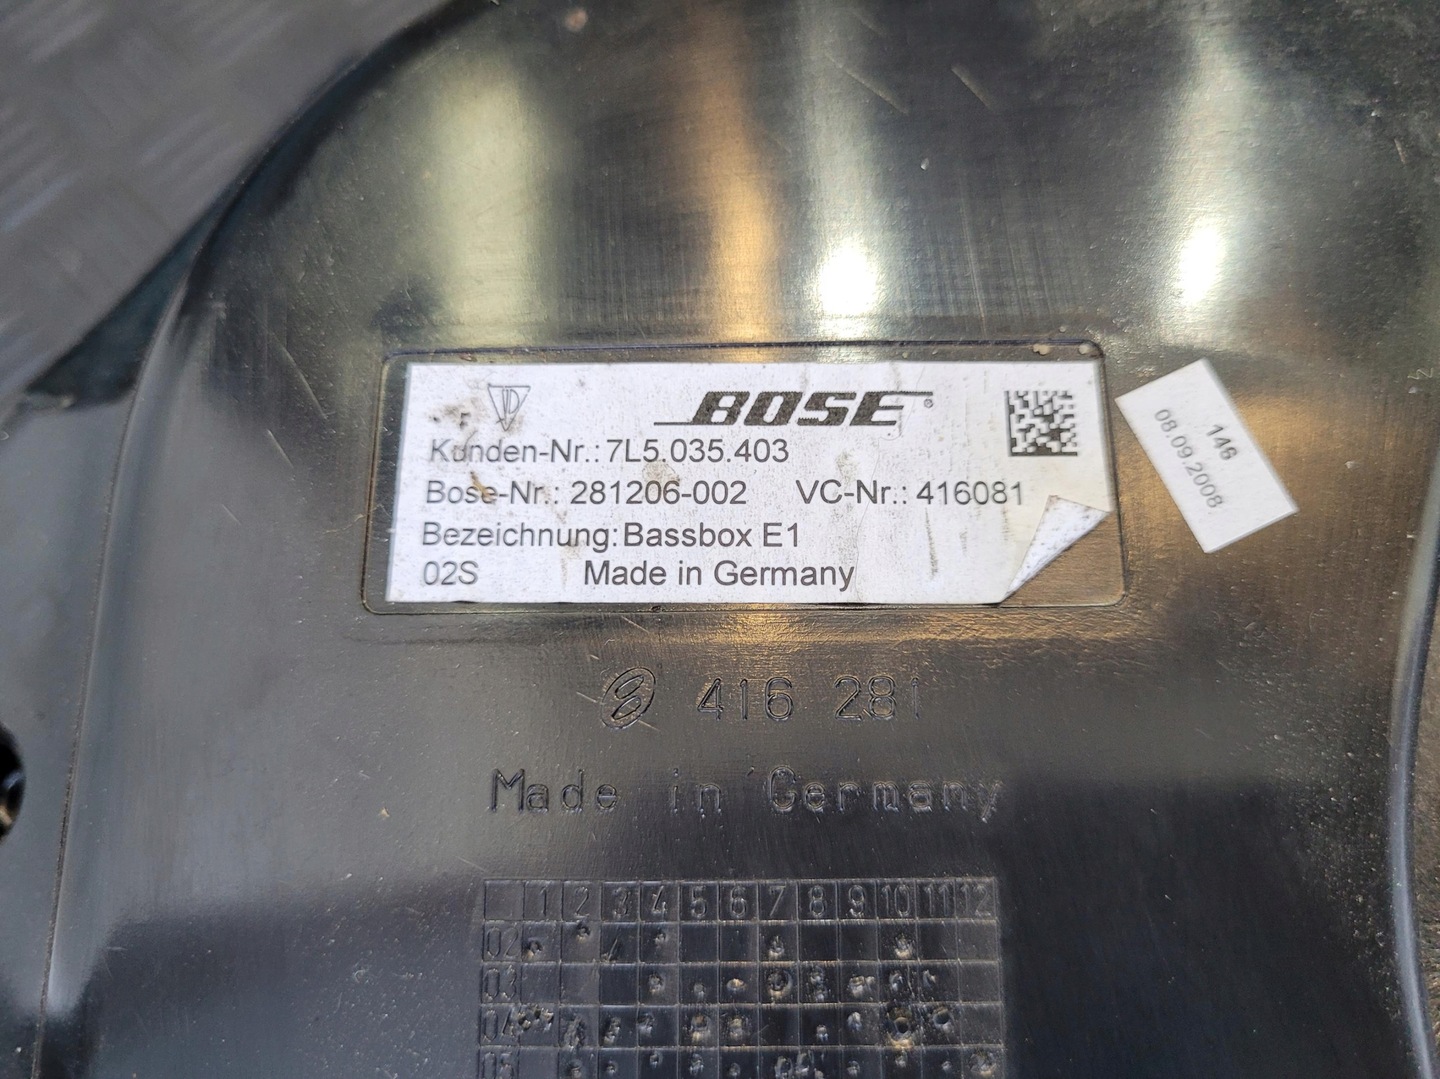 BOSE®
Kunden-Nr.: 7L5.035.403
Bose-Nr.: 281206-002 VC-Nr.: 416081
Bezeichnung: Bassbox E1
02S Made in Germany
146
08.09.2008
416 281
Made in Germany
1 2 3 4 5 6 7 8 9 10 11 12
02
03
04
05